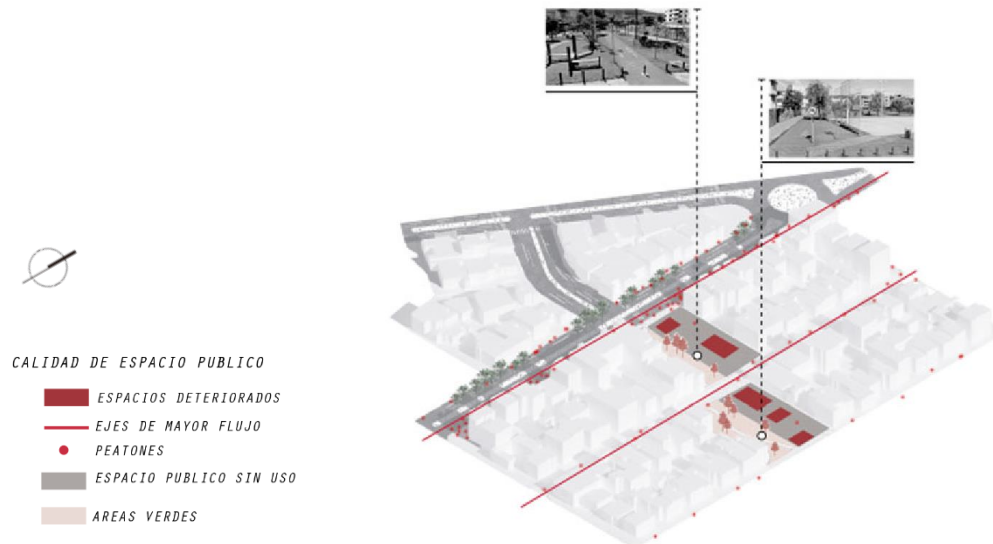 CALIDAD DE ESPACIO PUBLICO
ESPACIOS DETERIORADOS
EJES DE MAYOR FLUJO
PEATONES
ESPACIO PUBLICO SIN USO
AREAS VERDES